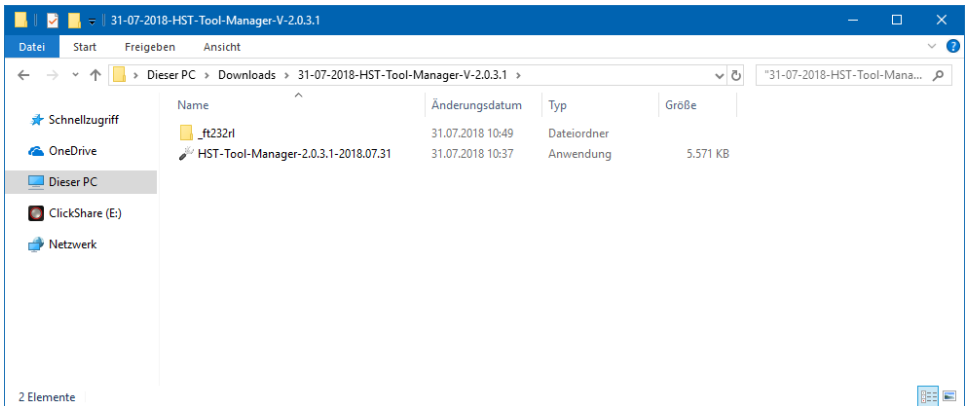 31-07-2018-HST-Tool-Manager-V-2.0.3.1
Datei Start Freigeben Ansicht
Dieser PC > Downloads > 31-07-2018-HST-Tool-Manager-V-2.0.3.1 > "31-07-2018-HST-Tool-Mana...
Name Änderungsdatum Typ Größe
Schnellzugriff
_ft232rl 31.07.2018 10:49 Dateiordner
OneDrive
HST-Tool-Manager-2.0.3.1-2018.07.31 31.07.2018 10:37 Anwendung 5.571 KB
Dieser PC
ClickShare (E:)
Netzwerk
2 Elemente